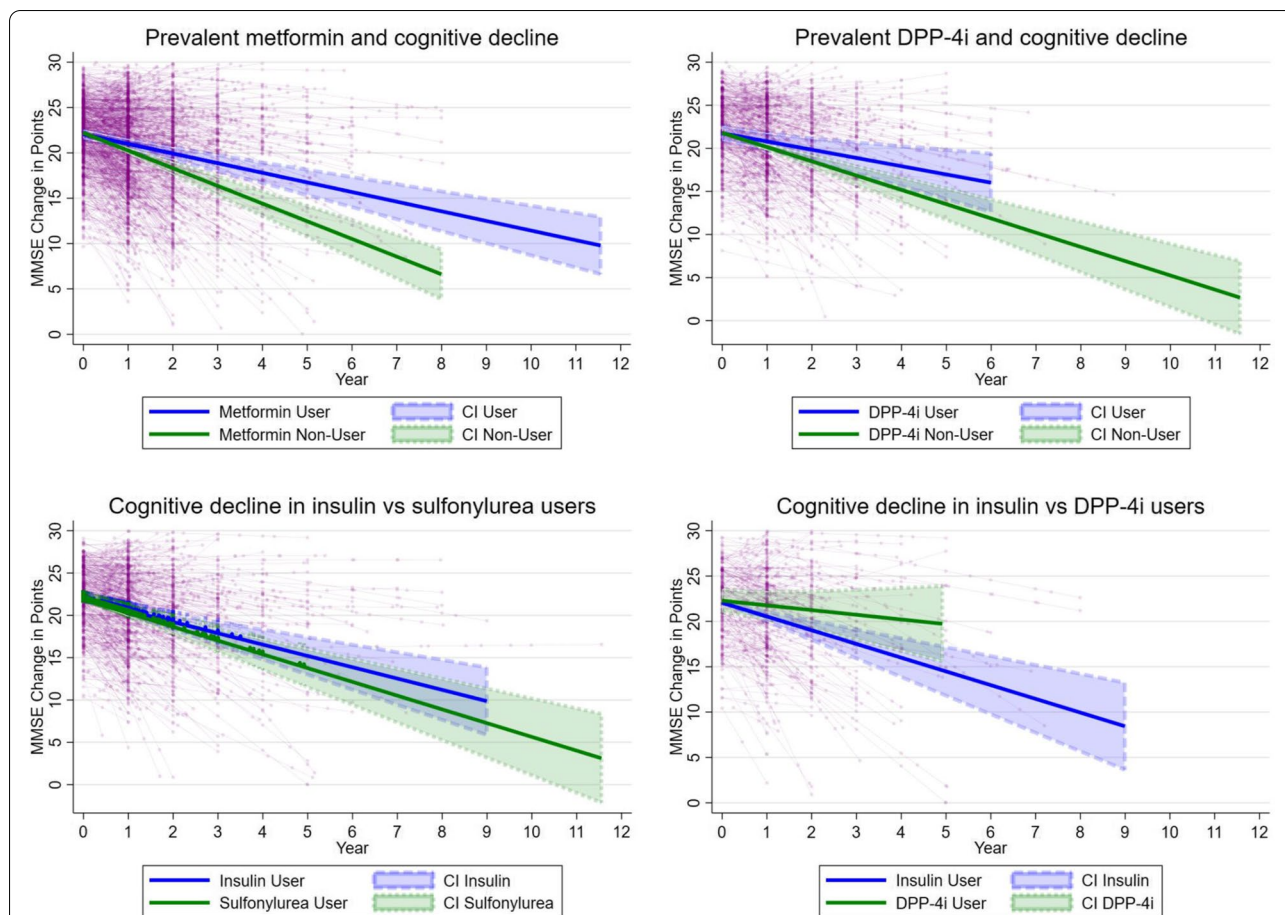 Prevalent metformin and cognitive decline
MMSE Change in Points
30
25
20
15
10
5
0
0 1 2 3 4 5 6 7 8 9 10 11 12
Year
Metformin User CI User
Metformin Non-User CI Non-User
Prevalent DPP-4i and cognitive decline
MMSE Change in Points
30
25
20
15
10
5
0
0 1 2 3 4 5 6 7 8 9 10 11 12
Year
DPP-4i User CI User
DPP-4i Non-User CI Non-User
Cognitive decline in insulin vs sulfonylurea users
MMSE Change in Points
30
25
20
15
10
5
0
0 1 2 3 4 5 6 7 8 9 10 11 12
Year
Insulin User CI Insulin
Sulfonylurea User CI Sulfonylurea
Cognitive decline in insulin vs DPP-4i users
MMSE Change in Points
30
25
20
15
10
5
0
0 1 2 3 4 5 6 7 8 9 10 11 12
Year
Insulin User CI Insulin
DPP-4i User CI DPP-4i